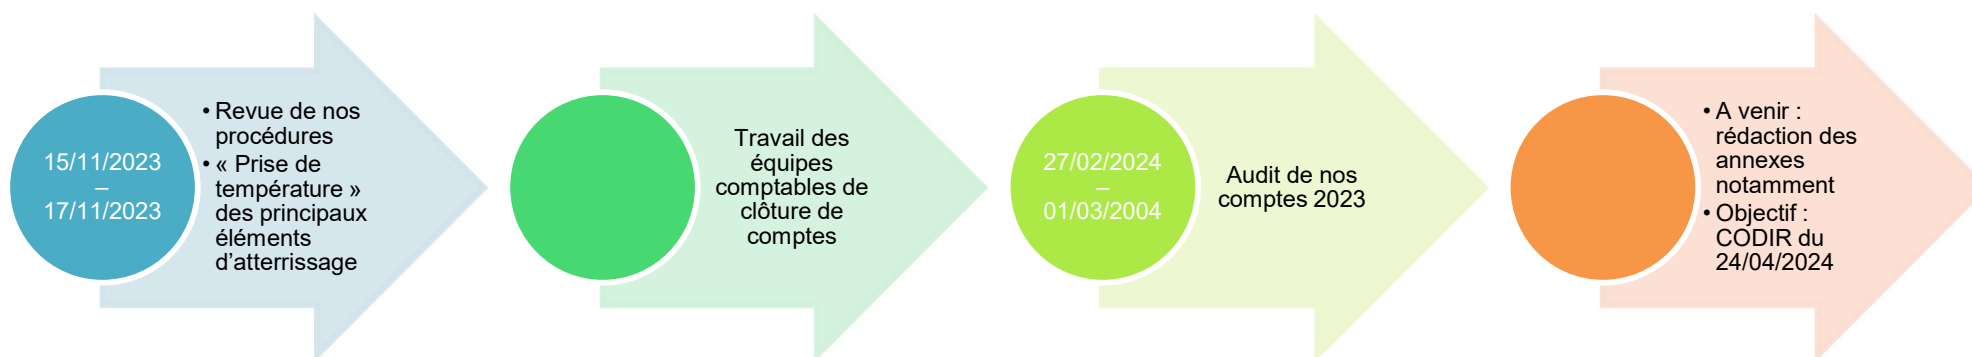 15/11/2023
–
17/11/2023
• Revue de nos
procédures
• « Prise de
température »
des principaux
éléments
d’atterrissage
Travail des
équipes
comptables de
clôture de
comptes
27/02/2024
–
01/03/2004
Audit de nos
comptes 2023
• A venir :
rédaction des
annexes
notamment
• Objectif :
CODIR du
24/04/2024